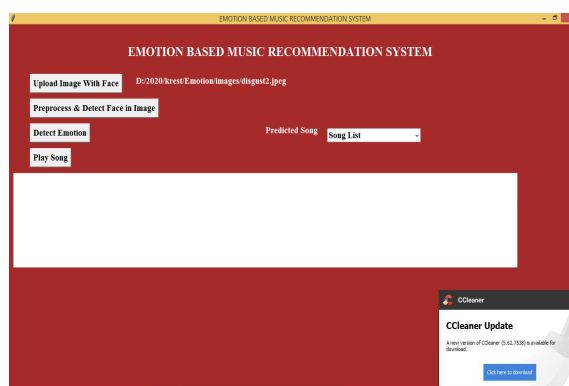 EMOTION BASED MUSIC RECOMMENDATION SYSTEM
EMOTION BASED MUSIC RECOMMENDATION SYSTEM
Upload Image With Face D:/2020/krest/Emotion/images/disgust2.jpeg
Preprocess & Detect Face in Image
Detect Emotion Predicted Song Song List
Play Song
CCleaner
CCleaner Update
A new version of CCleaner (5.62.7538) is available for
download.
Click here to download